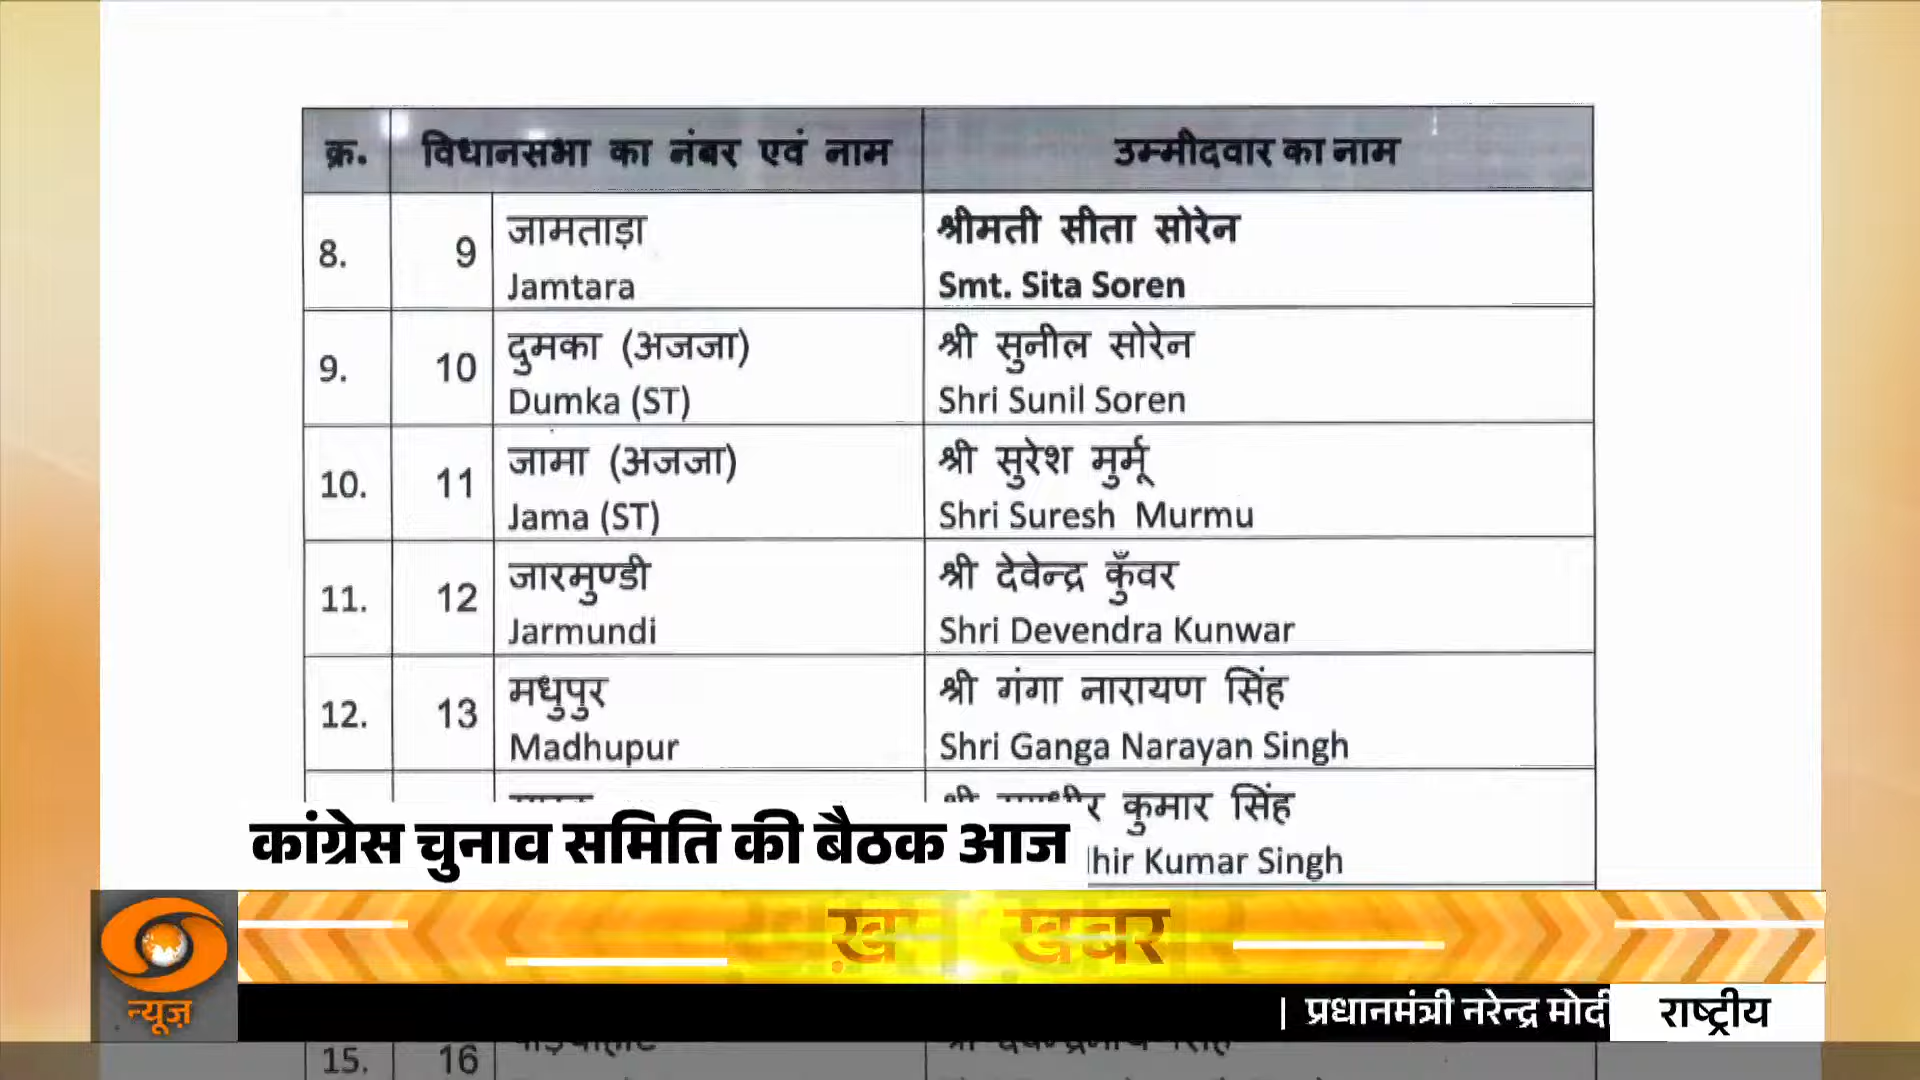 क्र. विधानसभा का नंबर एवं नाम उम्मीदवार का नाम
8. 9 जामताड़ा श्रीमती सीता सोरेन
Jamtara Smt. Sita Soren
9. 10 दुमका (अजजा) श्री सुनील सोरेन
Dumka (ST) Shri Sunil Soren
10. 11 जामा (अजजा) श्री सुरेश मुर्मू
Jama (ST) Shri Suresh Murmu
11. 12 जारमुण्डी श्री देवेन्द्र कुँवर
Jarmundi Shri Devendra Kunwar
12. 13 मधुपुर श्री गंगा नारायण सिंह
Madhupur Shri Ganga Narayan Singh
कुमार सिंह
Kumar Singh
कांग्रेस चुनाव समिति की बैठक आज
खबर
न्यूज़
| प्रधानमंत्री नरेन्द्र मोदी राष्ट्रीय
15. 16